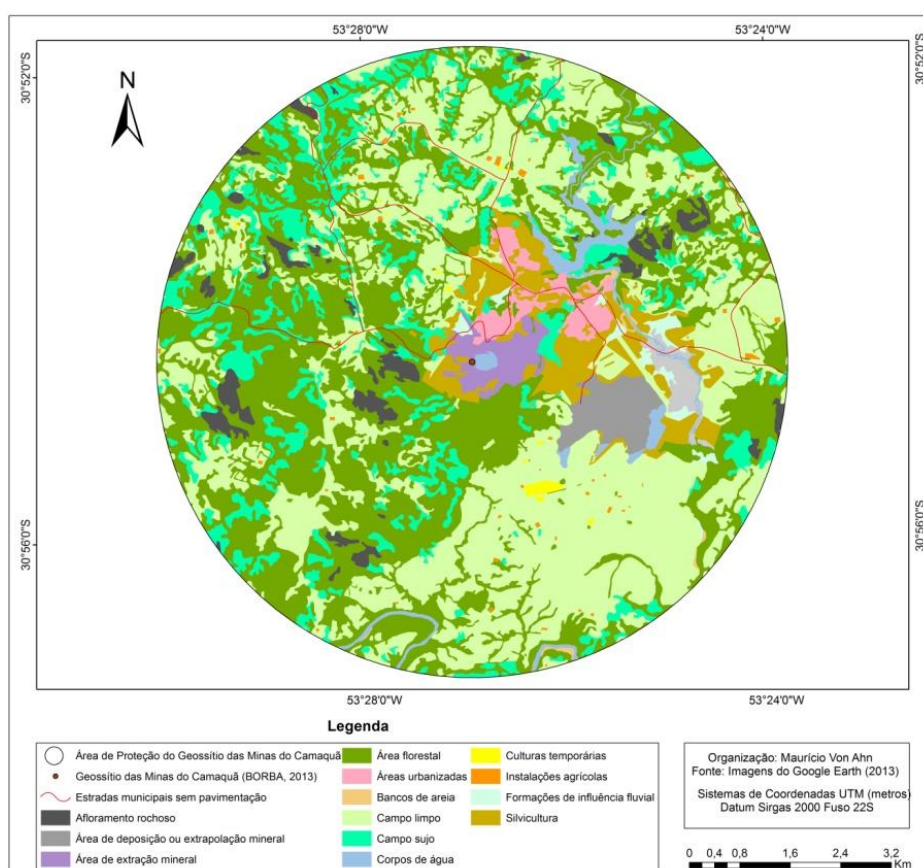 53°28'0"W
53°24'0"W
30°52'0"S
30°52'0"S
N
30°56'0"S
30°56'0"S
53°28'0"W
53°24'0"W
Legenda
Área de Proteção do Geossítio das Minas do Camaquã
Geossítio das Minas do Camaquã (BORBA, 2013)
Estradas municipais sem pavimentação
Afloramento rochoso
Área de deposição ou extrapolação mineral
Área de extração mineral
Área florestal
Áreas urbanizadas
Bancos de areia
Campo limpo
Campo sujo
Corpos de água
Culturas temporárias
Instalações agrícolas
Formações de influência fluvial
Silvicultura
Organização: Maurício Von Ahn
Fonte: Imagens do Google Earth (2013)
Sistemas de Coordenadas UTM (metros)
Datum Sirgas 2000 Fuso 22S
0 0,4 0,8 1,6 2,4 3,2
Km